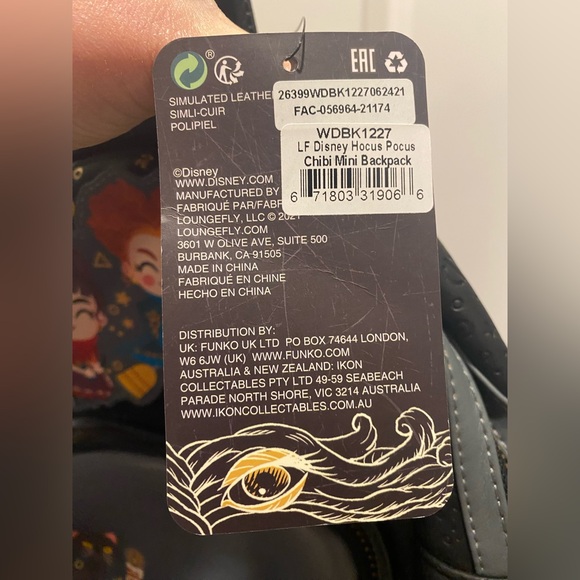 ®
EAC
SIMULATED LEATHER
SIMLI-CUIR
POLIPIEL
26399WDBK1227062421
FAC-056964-21174
WDBK1227
LF Disney Hocus Pocus
Chibi Mini Backpack
6 71803 31906 6
©Disney
WWW.DISNEY.COM
MANUFACTURED BY
FABRIQUÉ PAR/FABR
LOUNGEFLY, LLC © 2021
LOUNGEFLY.COM
3601 W OLIVE AVE, SUITE 500
BURBANK, CA 91505
MADE IN CHINA
FABRIQUÉ EN CHINE
HECHO EN CHINA
DISTRIBUTION BY:
UK: FUNKO UK LTD PO BOX 74644 LONDON,
W6 6JW (UK) WWW.FUNKO.COM
AUSTRALIA & NEW ZEALAND: IKON
COLLECTABLES PTY LTD 49-59 SEABEACH
PARADE NORTH SHORE, VIC 3214 AUSTRALIA
WWW.IKONCOLLECTABLES.COM.AU